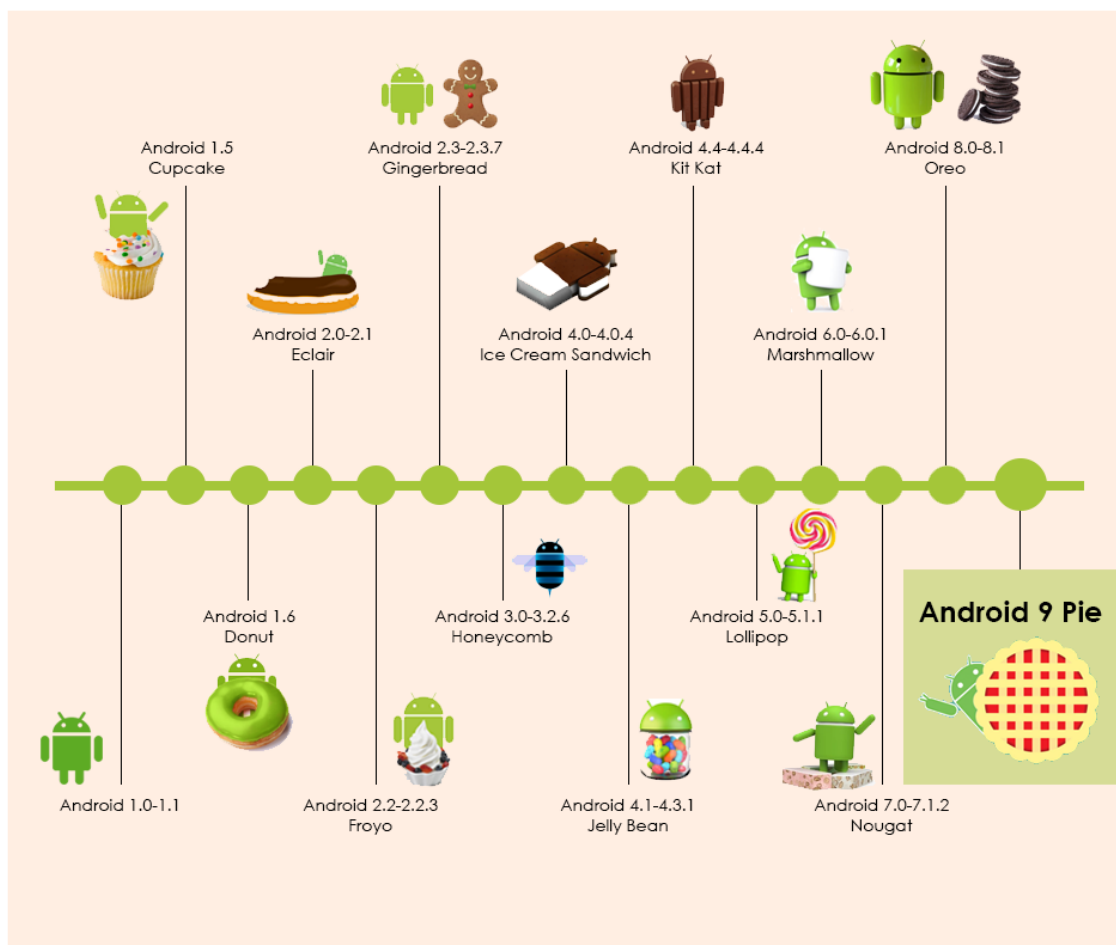 Android 1.5
Cupcake
Android 2.3-2.3.7
Gingerbread
Android 4.4-4.4.4
Kit Kat
Android 8.0-8.1
Oreo
Android 2.0-2.1
Eclair
Android 4.0-4.0.4
Ice Cream Sandwich
Android 6.0-6.0.1
Marshmallow
Android 1.6
Donut
Android 3.0-3.2.6
Honeycomb
Android 5.0-5.1.1
Lollipop
Android 9 Pie
Android 1.0-1.1
Android 2.2-2.2.3
Froyo
Android 4.1-4.3.1
Jelly Bean
Android 7.0-7.1.2
Nougat